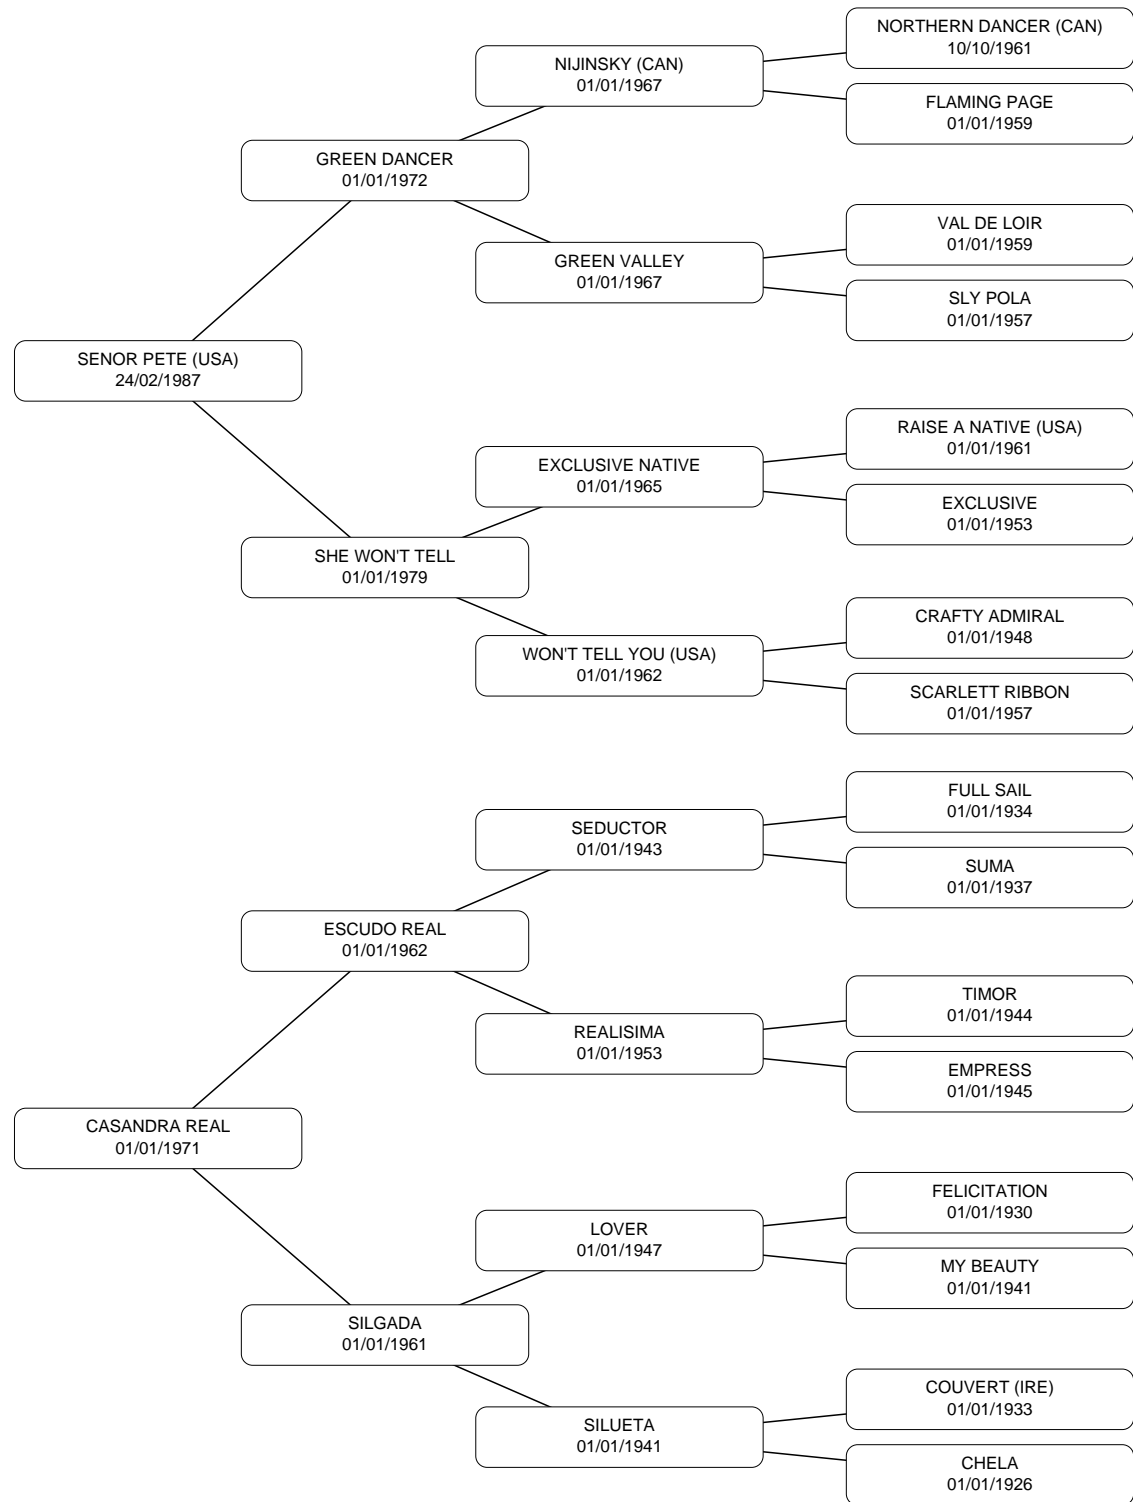 NORTHERN DANCER (CAN)
10/10/1961
NIJINSKY (CAN)
01/01/1967
FLAMING PAGE
01/01/1959
GREEN DANCER
01/01/1972
VAL DE LOIR
01/01/1959
GREEN VALLEY
01/01/1967
SLY POLA
01/01/1957
SENOR PETE (USA)
24/02/1987
RAISE A NATIVE (USA)
01/01/1961
EXCLUSIVE NATIVE
01/01/1965
EXCLUSIVE
01/01/1953
SHE WON'T TELL
01/01/1979
CRAFTY ADMIRAL
01/01/1948
WON'T TELL YOU (USA)
01/01/1962
SCARLETT RIBBON
01/01/1957
FULL SAIL
01/01/1934
SEDUCTOR
01/01/1943
SUMA
01/01/1937
ESCUDO REAL
01/01/1962
TIMOR
01/01/1944
REALISIMA
01/01/1953
EMPRESS
01/01/1945
CASANDRA REAL
01/01/1971
FELICITATION
01/01/1930
LOVER
01/01/1947
MY BEAUTY
01/01/1941
SILGADA
01/01/1961
COUVERT (IRE)
01/01/1933
SILUETA
01/01/1941
CHELA
01/01/1926